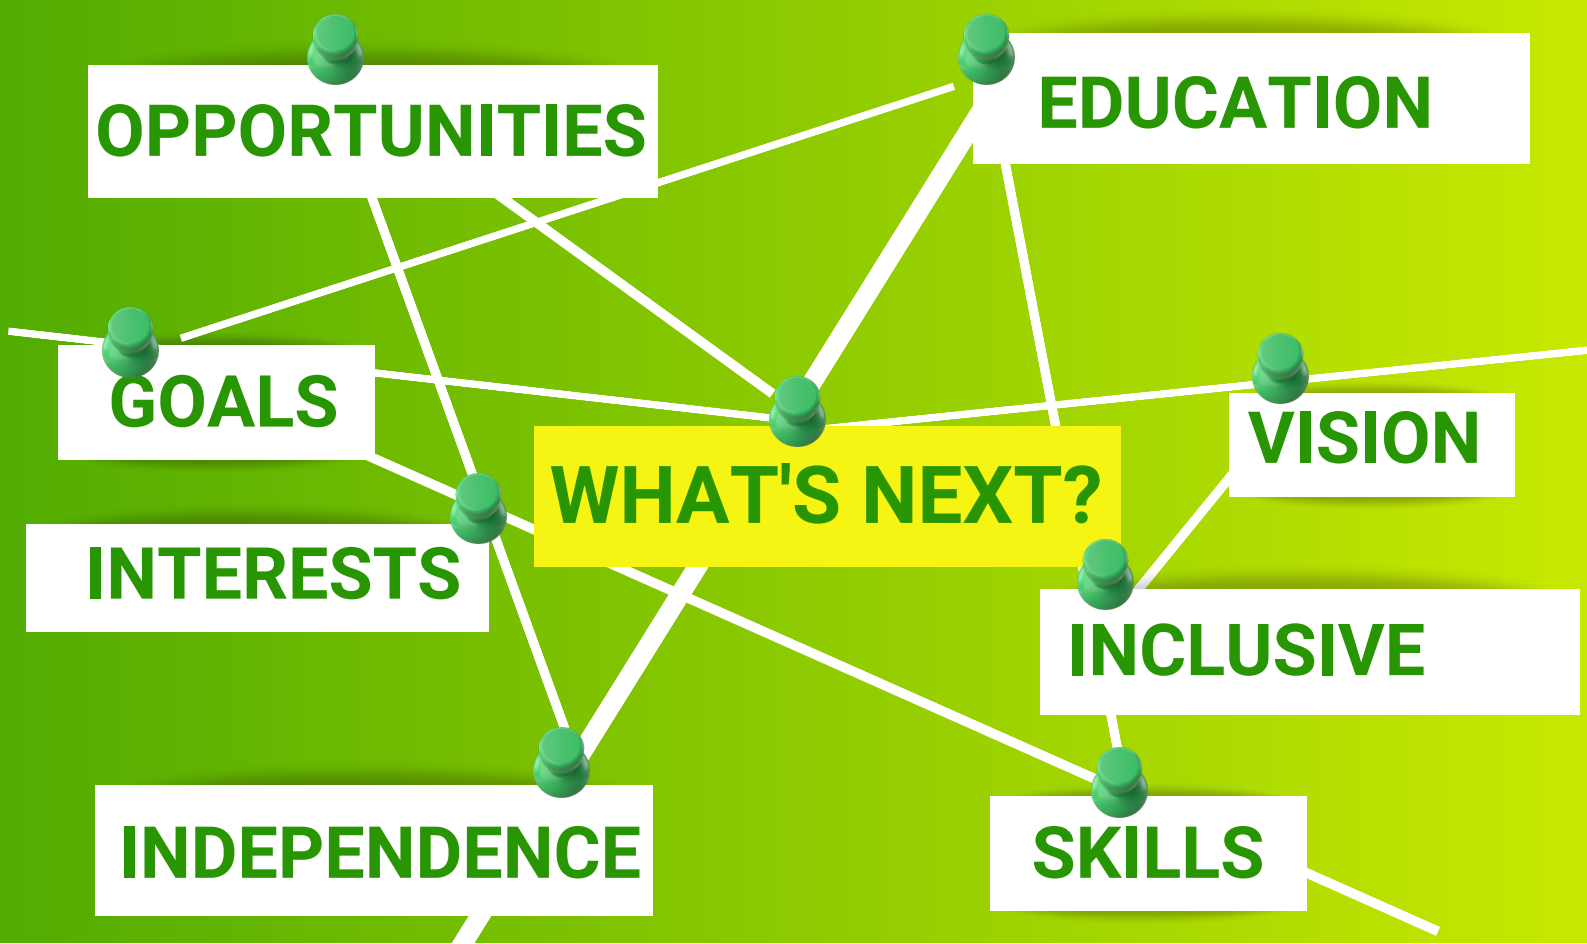 OPPORTUNITIES
EDUCATION
GOALS
VISION
WHAT'S NEXT?
INTERESTS
INCLUSIVE
INDEPENDENCE
SKILLS